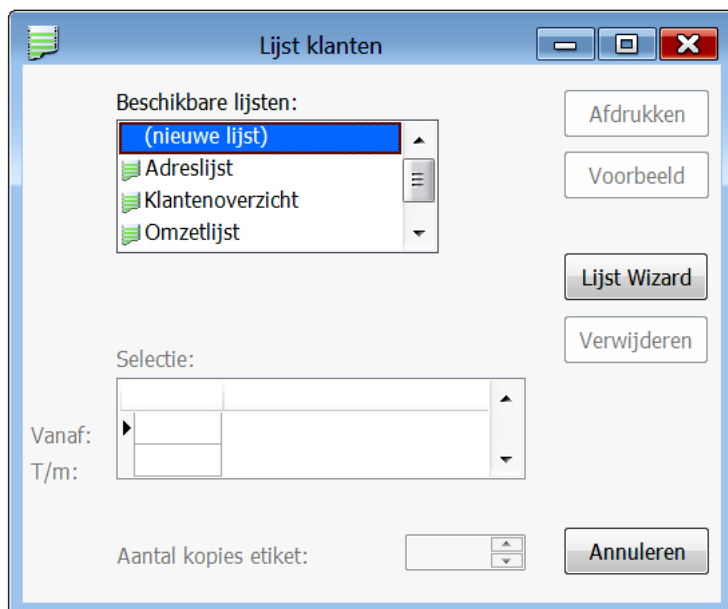 Lijst klanten
Beschikbare lijsten:
(nieuwe lijst)
Adreslijst
Klantenoverzicht
Omzetlijst
Afdrukken
Voorbeeld
Lijst Wizard
Verwijderen
Selectie:
Vanaf:
T/m:
Aantal kopies etiket:
Annuleren